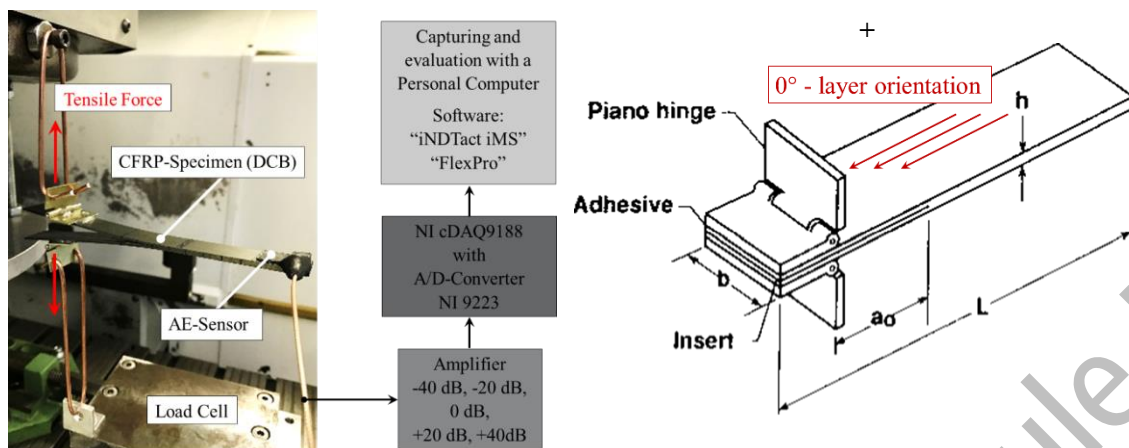 Tensile Force
CFRP-Specimen (DCB)
AE-Sensor
Load Cell
Capturing and
evaluation with a
Personal Computer
Software:
“iNDTact iMS”
“FlexPro”
NI cDAQ9188
with
A/D-Converter
NI 9223
Amplifier
-40 dB, -20 dB,
0 dB,
+20 dB, +40dB
+
0° - layer orientation
h
Piano hinge
Adhesive
b
Insert
a₀
L
ule